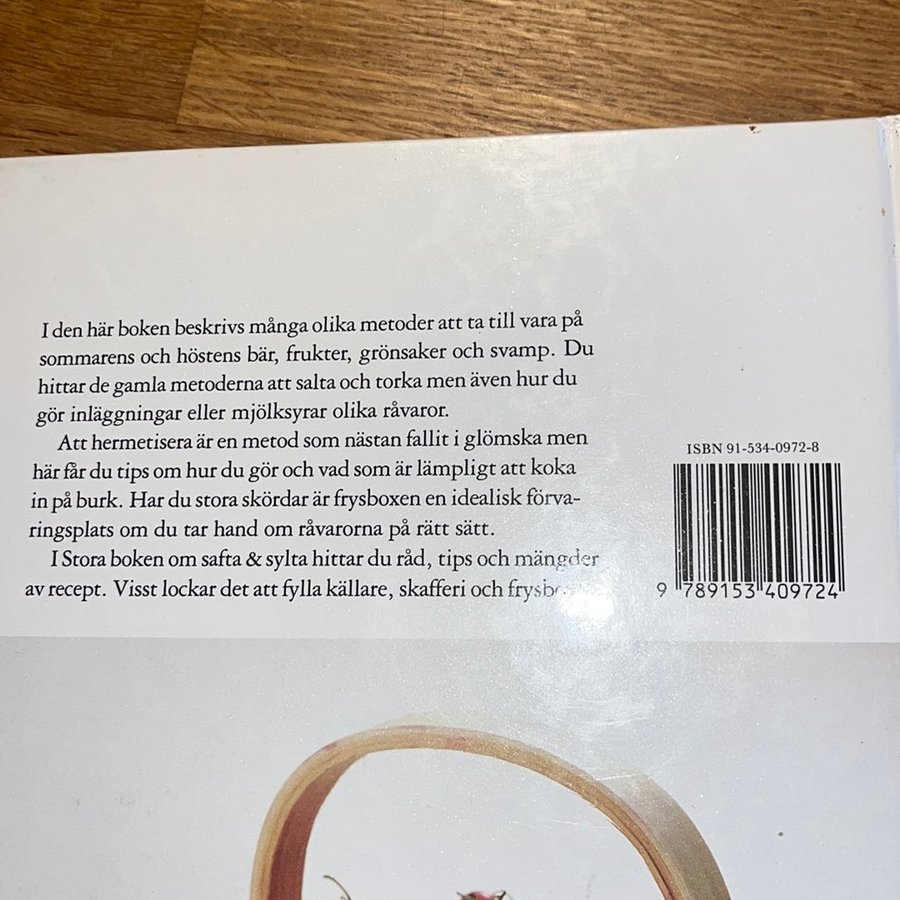 I den här boken beskrivs många olika metoder att ta till vara på
sommarens och höstens bär, frukter, grönsaker och svamp. Du
hittar de gamla metoderna att salta och torka men även hur du
gör inläggningar eller mjölksyrar olika råvaror.
Att hermetisera är en metod som nästan fallit i glömska men
här får du tips om hur du gör och vad som är lämpligt att koka
in på burk. Har du stora skördar är frysboxen en idealisk förva-
ringsplats om du tar hand om råvarorna på rätt sätt.
I Stora boken om safta & sylta hittar du råd, tips och mängder
av recept. Visst lockar det att fylla källare, skafferi och
ISBN 91-534-0972-8
9 789153 409724